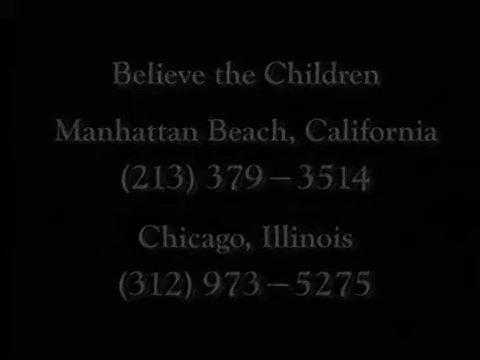 Believe the Children
Manhattan Beach, California
(213) 379-3514
Chicago, Illinois
(312) 973-5275